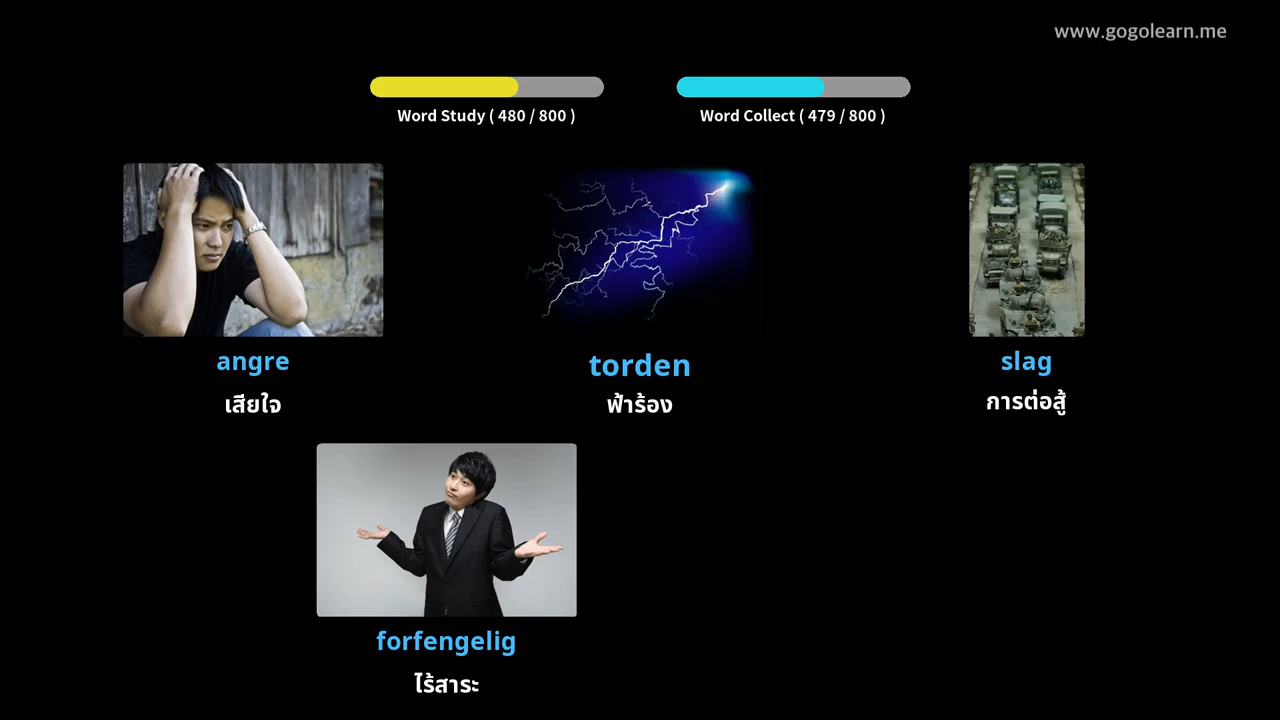 www.gogolearn.me
Word Study ( 480 / 800 )
Word Collect ( 479 / 800 )
angre
torden
slag
เสียใจ
ฟ้าร้อง
การต่อสู้
forfengelig
ไร้สาระ